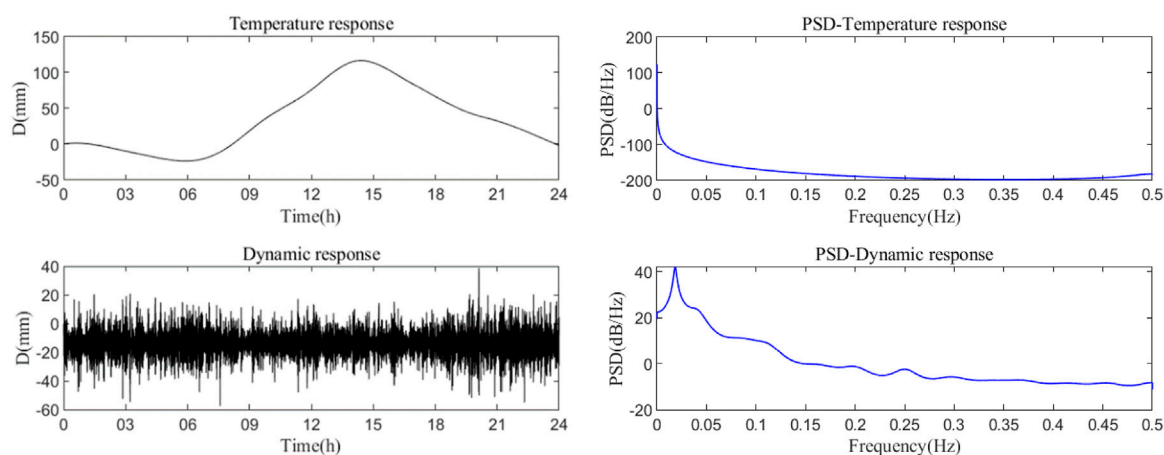 Temperature response
D(mm)
150
100
50
0
-50
0 03 06 09 12 15 18 21 24
Time(h)
PSD-Temperature response
PSD(dB/Hz)
200
100
0
-100
-200
0 0.05 0.1 0.15 0.2 0.25 0.3 0.35 0.4 0.45 0.5
Frequency(Hz)
Dynamic response
D(mm)
40
20
0
-20
-40
-60
0 03 06 09 12 15 18 21 24
Time(h)
PSD-Dynamic response
PSD(dB/Hz)
40
20
0
-20
0 0.05 0.1 0.15 0.2 0.25 0.3 0.35 0.4 0.45 0.5
Frequency(Hz)